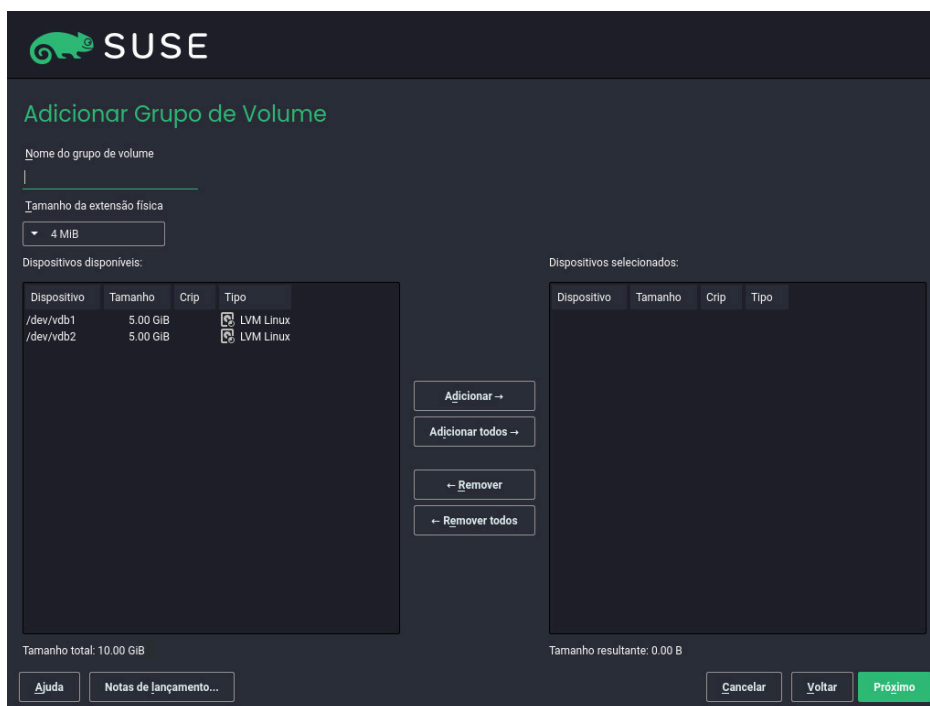 SUSE
Adicionar Grupo de Volume
Nome do grupo de volume
Tamanho da extensão física
4 MiB
Dispositivos disponíveis:
Dispositivo Tamanho Crip Tipo
/dev/vdb1 5.00 GiB LVM Linux
/dev/vdb2 5.00 GiB LVM Linux
Tamanho total: 10.00 GiB
Adicionar→
Adicionar todos →
← Remover
← Remover todos
Dispositivos selecionados:
Dispositivo Tamanho Crip Tipo
Tamanho resultante: 0.00 B
Ajuda Notas de lançamento... Cancelar Voltar Próximo